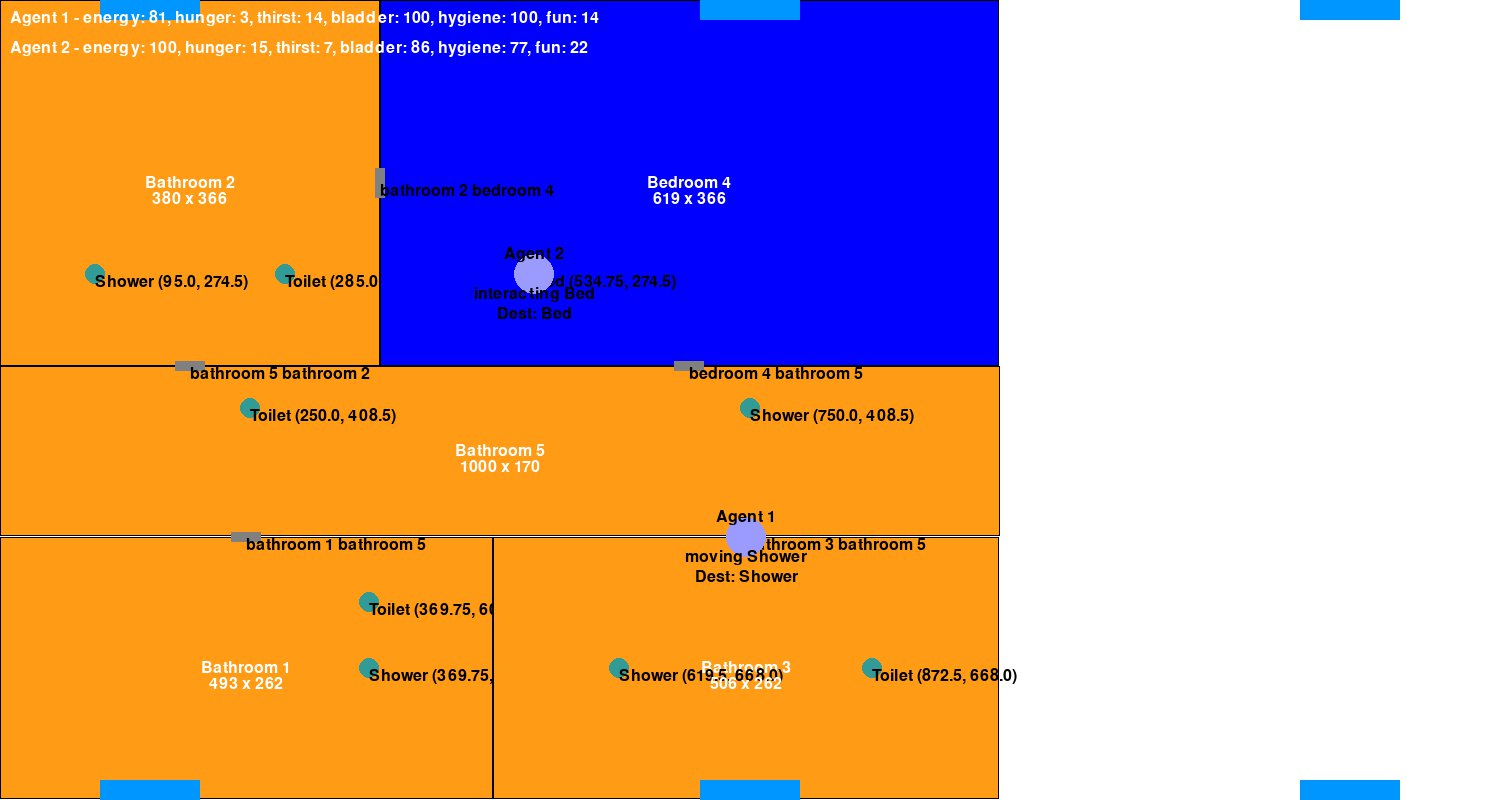 Agent 1 - energy: 81, hunger: 3, thirst: 14, bladder: 100, hygiene: 100, fun: 14
Agent 2 - energy: 100, hunger: 15, thirst: 7, bladder: 86, hygiene: 77, fun: 22
Bathroom 2
380 x 366
Bedroom 4
619 x 366
bathroom 2 bedroom 4
Agent 2
Shower (95.0, 274.5)
Toilet (285.0
d (534.75, 274.5)
interacting Bed
Dest: Bed
bathroom 5 bathroom 2
bedroom 4 bathroom 5
Toilet (250.0, 408.5)
Shower (750.0, 408.5)
Bathroom 5
1000 x 170
Agent 1
bathroom 1 bathroom 5
throom 3 bathroom 5
moving Shower
Dest: Shower
Toilet (369.75, 60
Bathroom 1
493 x 262
Shower (369.75,
Shower (619.5, 668.0)
Bathroom 3
506 x 262
Toilet (872.5, 668.0)